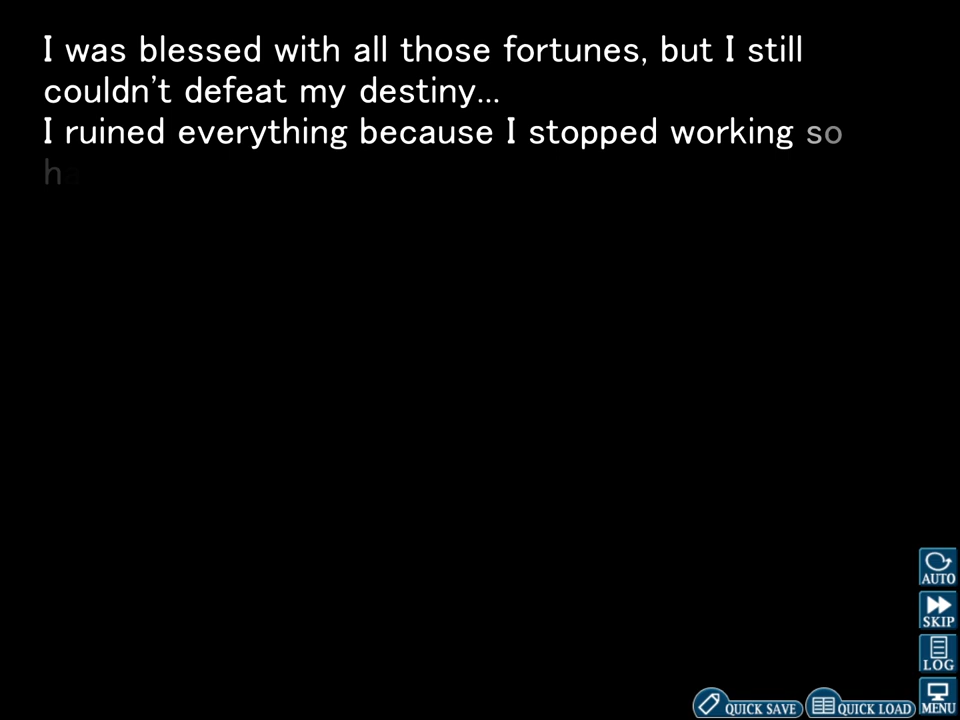 I was blessed with all those fortunes, but I still
couldn't defeat my destiny...
I ruined everything because I stopped working so
ha
AUTO
SKIP
LOG
QUICK SAVE QUICK LOAD MENU